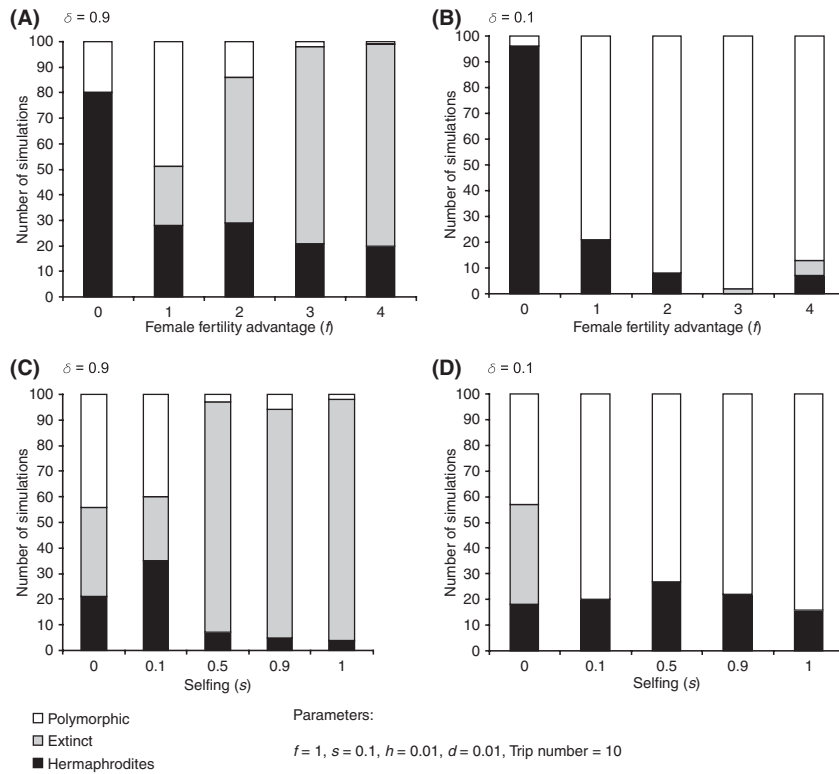 (A) δ = 0.9
Number of simulations
100
90
80
70
60
50
40
30
20
10
0
0 1 2 3 4
Female fertility advantage (f)
(B) δ = 0.1
Number of simulations
100
90
80
70
60
50
40
30
20
10
0
0 1 2 3 4
Female fertility advantage (f)
(C) δ = 0.9
Number of simulations
100
90
80
70
60
50
40
30
20
10
0
0 0.1 0.5 0.9 1
Selfing (s)
(D) δ = 0.1
Number of simulations
100
90
80
70
60
50
40
30
20
10
0
0 0.1 0.5 0.9 1
Selfing (s)
Polymorphic
Extinct
Hermaphrodites
Parameters:
f = 1, s = 0.1, h = 0.01, d = 0.01, Trip number = 10